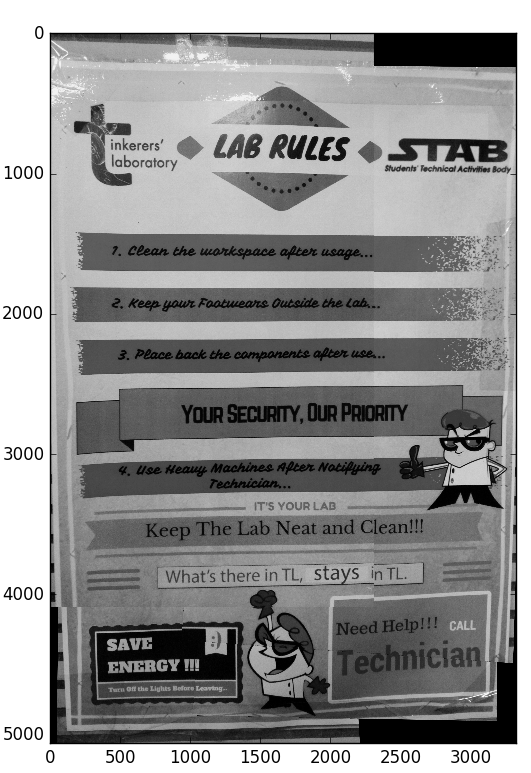 0
1000
2000
3000
4000
5000
tinkerers'
laboratory
LAB RULES
STAB
Students' Technical Activities Body
1. Clean the workspace after usage...
2. Keep your Footwears Outside the Lab...
3. Place back the components after use...
YOUR SECURITY, OUR PRIORITY
4. Use Heavy Machines After Notifying
Technician...
IT'S YOUR LAB
Keep The Lab Neat and Clean!!!
What's there in TL, stays in TL.
SAVE
ENERGY !!!
Turn Off the Lights Before Leaving...
Need Help!!! CALL
Technician
0 500 1000 1500 2000 2500 3000